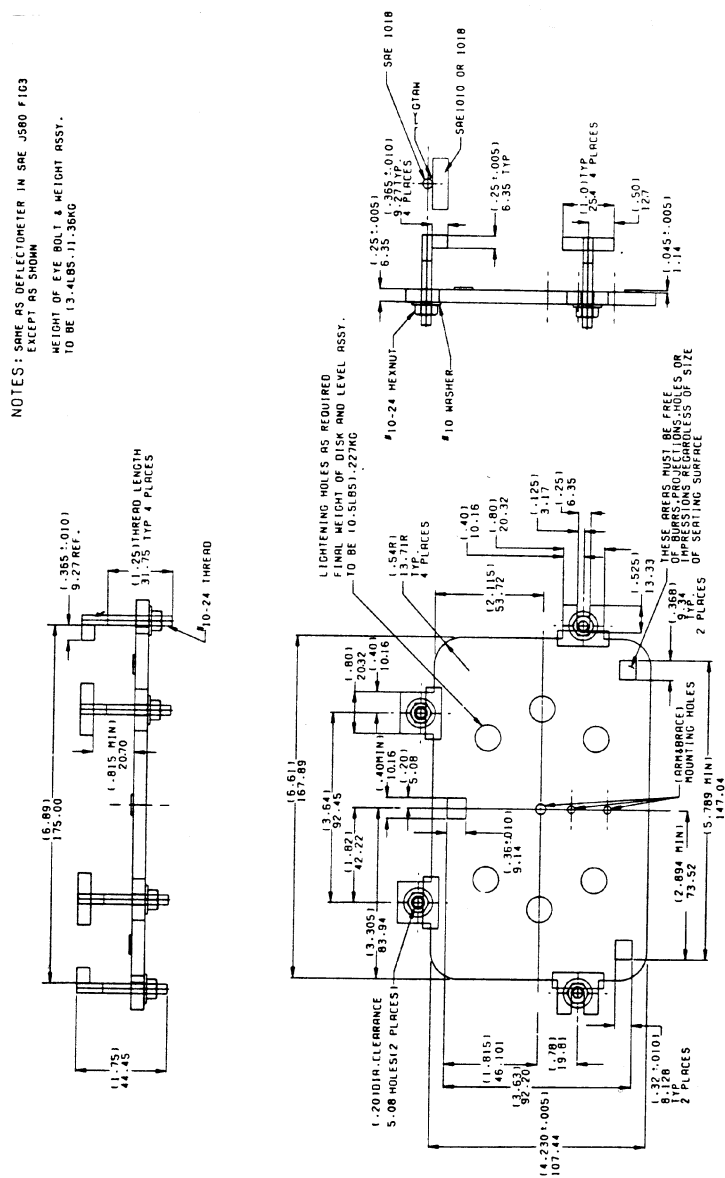 NOTES: SAME AS DEFLECTOMETER IN SAE J580 FIG3
EXCEPT AS SHOWN
WEIGHT OF EYE BOLT & WEIGHT ASSY.
TO BE (3.4LBS.)1.36KG
(6.89)
175.00
(.365±.010)
9.27 REF.
(1.25)THREAD LENGTH
31.75 TYP 4 PLACES
#10-24 THREAD
(.815 MIN)
20.70
(1.75)
44.45
LIGHTENING HOLES AS REQUIRED
FINAL WEIGHT OF DISK AND LEVEL ASSY.
TO BE (0.5LBS).227KG
(6.61)
167.89
(3.64)
92.45
(1.82)
42.22
(3.305)
83.94
(.80)
20.32
(.40)
10.16
(.40MIN)
10.16
(.20)
5.08
(.36±.010)
9.14
(.54R)
13.71R
TYP.
4 PLACES
(2.115)
53.72
(.40)
10.16
(.80)
20.32
(.125)
3.17
(.25)
6.35
(.525)
13.33
(.368)
9.34
TYP.
2 PLACES
THESE AREAS MUST BE FREE
OF BURRS,PROJECTIONS,HOLES OR
IMPRESSIONS REGARDLESS OF SIZE
OF SEATING SURFACE
(ARM&BRACE)
MOUNTING HOLES
(2.894 MIN)
73.52
(5.789 MIN)
147.04
(.20)DIA.CLEARANCE
5.08 HOLES(2 PLACES)
(1.815)
46.101
(3.63)
92.20
(.78)
19.81
(4.230±.005)
107.44
(.32±.010)
8.128
TYP
2 PLACES
#10-24 HEXNUT
#10 WASHER
(.25±.005)
6.35
(.365±.010)
9.27TYP.
4 PLACES
SAE 1018
GTAW
SAE1010 OR 1018
(.25±.005)
6.35 TYP
(1.0)TYP
25.4 4 PLACES
(.50)
12.7
(.045±.005)
1.14